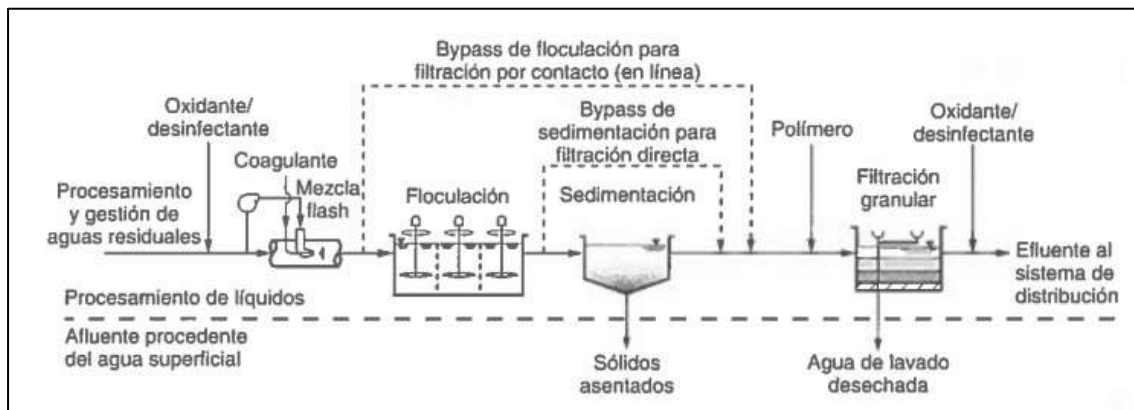 Bypass de floculación para
filtración por contacto (en línea)
Oxidante/
desinfectante
Bypass de
sedimentación para
filtración directa
Polímero
Oxidante/
desinfectante
Coagulante
Mezcla
flash
Floculación
Sedimentación
Filtración
granular
Procesamiento
y gestión de
aguas residuales
Efluente al
sistema de
distribución
Procesamiento de líquidos
Afluente procedente
del agua superficial
Sólidos
asentados
Agua de lavado
desechada